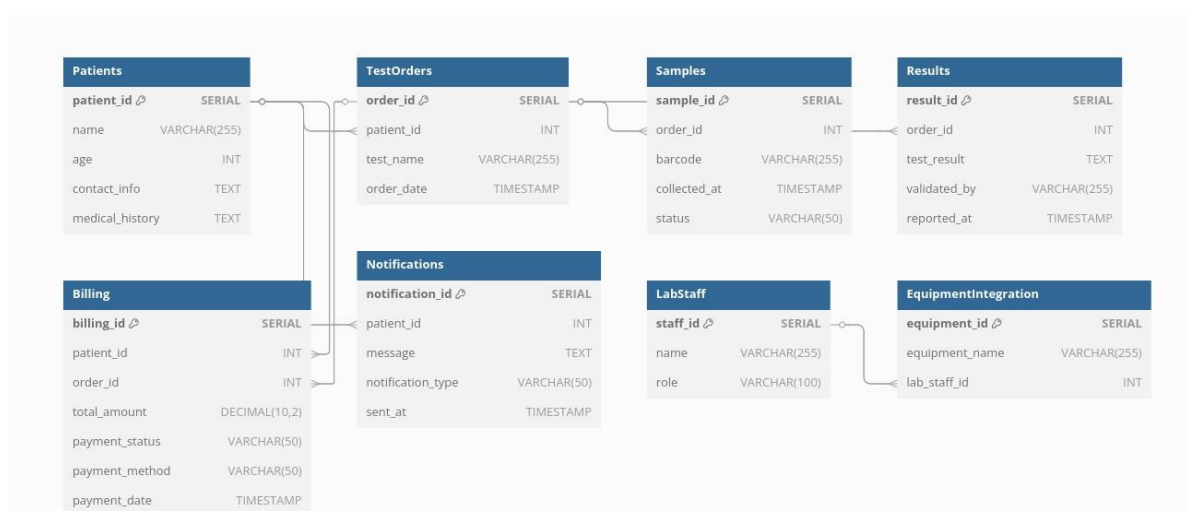 Patients
patient_id SERIAL
name VARCHAR(255)
age INT
contact_info TEXT
medical_history TEXT
TestOrders
order_id SERIAL
patient_id INT
test_name VARCHAR(255)
order_date TIMESTAMP
Samples
sample_id SERIAL
order_id INT
barcode VARCHAR(255)
collected_at TIMESTAMP
status VARCHAR(50)
Results
result_id SERIAL
order_id INT
test_result TEXT
validated_by VARCHAR(255)
reported_at TIMESTAMP
Billing
billing_id SERIAL
patient_id INT
order_id INT
total_amount DECIMAL(10,2)
payment_status VARCHAR(50)
payment_method VARCHAR(50)
payment_date TIMESTAMP
Notifications
notification_id SERIAL
patient_id INT
message TEXT
notification_type VARCHAR(50)
sent_at TIMESTAMP
LabStaff
staff_id SERIAL
name VARCHAR(255)
role VARCHAR(100)
EquipmentIntegration
equipment_id SERIAL
equipment_name VARCHAR(255)
lab_staff_id INT